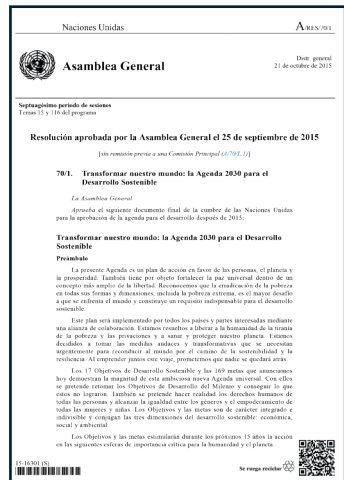 Naciones Unidas
A/RES/70/1
Asamblea General
Distr. general
21 de octubre de 2015
Septuagésimo período de sesiones
Temas 15 y 116 del programa
Resolución aprobada por la Asamblea General el 25 de septiembre de 2015
[sin remisión previa a una Comisión Principal (A/70/L.1)]
70/1. Transformar nuestro mundo: la Agenda 2030 para el
Desarrollo Sostenible
La Asamblea General
Aprueba el siguiente documento final de la cumbre de las Naciones Unidas
para la aprobación de la agenda para el desarrollo después de 2015:
Transformar nuestro mundo: la Agenda 2030 para el Desarrollo
Sostenible
Preámbulo
La presente Agenda es un plan de acción en favor de las personas, el planeta y
la prosperidad. También tiene por objeto fortalecer la paz universal dentro de un
concepto más amplio de la libertad. Reconocemos que la erradicación de la pobreza
en todas sus formas y dimensiones, incluida la pobreza extrema, es el mayor desafío
a que se enfrenta el mundo y constituye un requisito indispensable para el desarrollo
sostenible.
Este plan será implementado por todos los países y partes interesadas mediante
una alianza de colaboración. Estamos resueltos a liberar a la humanidad de la tiranía
de la pobreza y las privaciones y a sanar y proteger nuestro planeta. Estamos
decididos a tomar las medidas audaces y transformativas que se necesitan
urgentemente para reconducir al mundo por el camino de la sostenibilidad y la
resiliencia. Al emprender juntos este viaje, prometemos que nadie se quedará atrás.
Los 17 Objetivos de Desarrollo Sostenible y las 169 metas que anunciamos
hoy demuestran la magnitud de esta ambiciosa nueva Agenda universal. Con ellos
se pretende retomar los Objetivos de Desarrollo del Milenio y conseguir lo que
estos no lograron. También se pretende hacer realidad los derechos humanos de
todas las personas y alcanzar la igualdad entre los géneros y el empoderamiento de
todas las mujeres y niñas. Los Objetivos y las metas son de carácter integrado e
indivisible y conjugan las tres dimensiones del desarrollo sostenible: económica,
social y ambiental.
Los Objetivos y las metas estimularán durante los próximos 15 años la acción
en las siguientes esferas de importancia crítica para la humanidad y el planeta.
15-16301 (S)
Se ruega reciclar